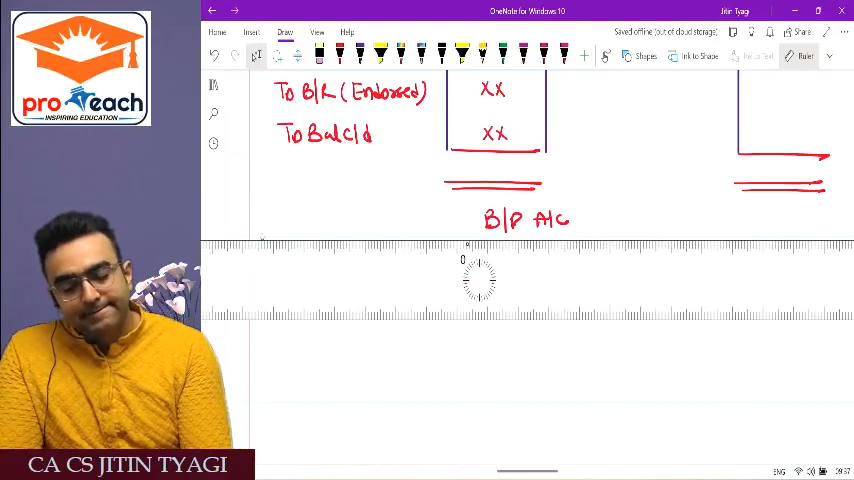 OneNote for Windows 10
Jitin Tyagi
Home Insert Draw View Help
Saved offline (out of cloud storage)
Share
Shapes
Ink to Shape
Ink to Text
Ruler
pro Teach
INSPIRING EDUCATION
To B/R (Endorsed) XX
To Bal c/d XX
B/P A/C
0
CA CS JITIN TYAGI
ENG 09:37